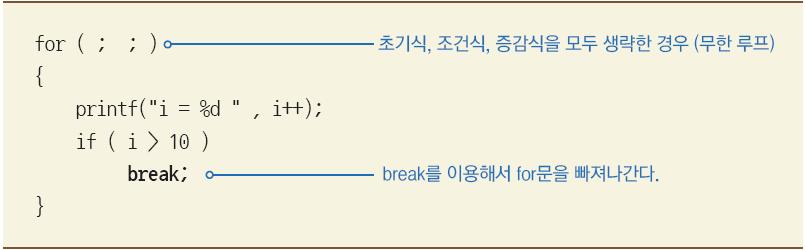 for ( ; ; ) 초기식, 조건식, 증감식을 모두 생략한 경우 (무한 루프)
{
printf("i = %d " , i++);
if ( i > 10 )
break; break를 이용해서 for문을 빠져나간다.
}